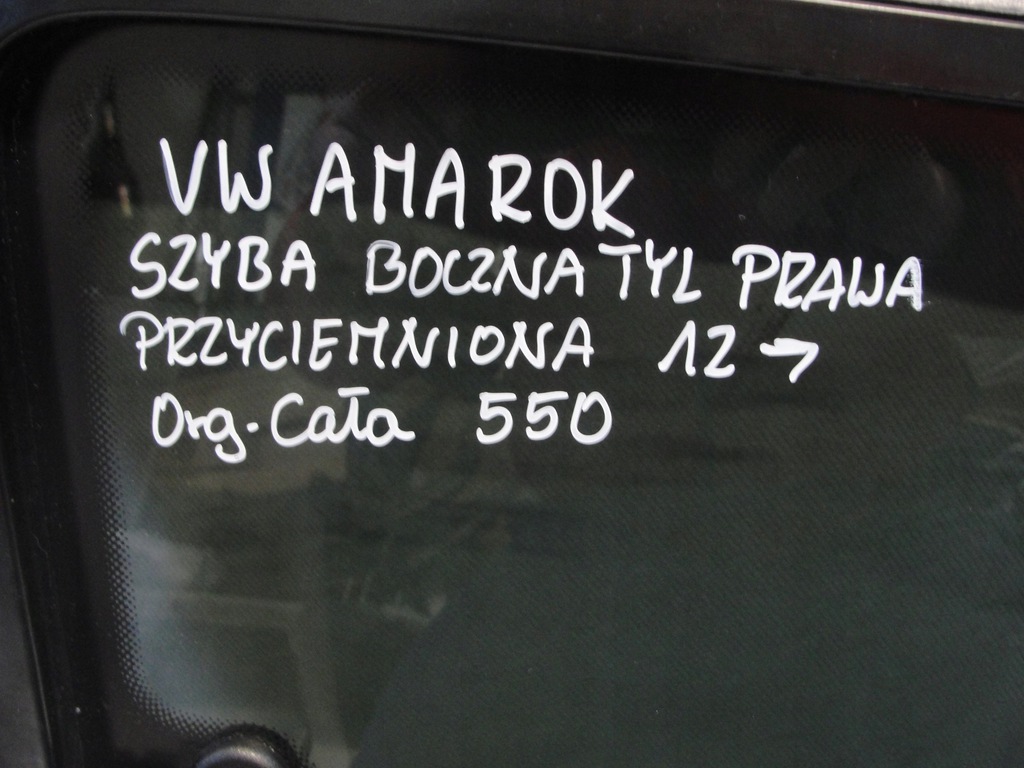 VW AMAROK
SZYBA BOCZNA TYL PRAWA
PRZYCIEMNIONA 12 →
Org. Cała 550